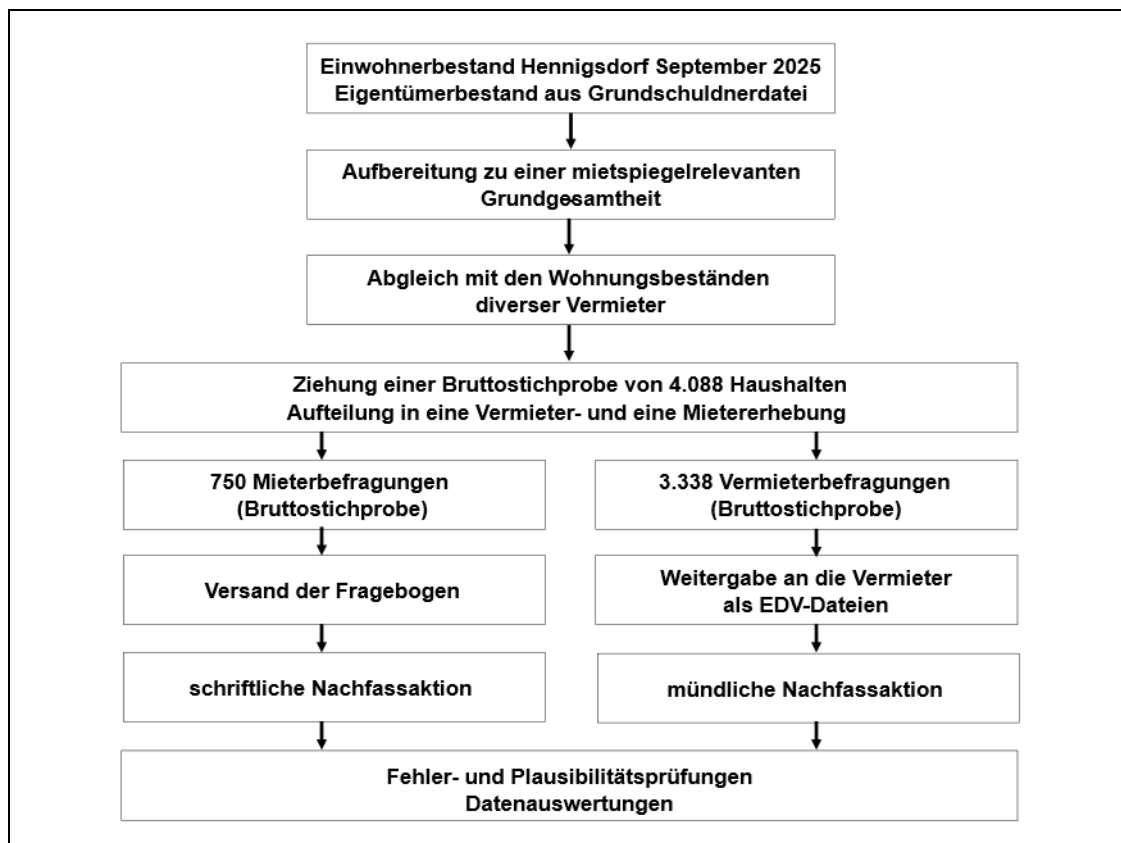 Einwohnerbestand Hennigsdorf September 2025
Eigentümerbestand aus Grundschuldnerdatei
Aufbereitung zu einer mietspiegelrelevanten
Grundgesamtheit
Abgleich mit den Wohnungsbeständen
diverser Vermieter
Ziehung einer Bruttostichprobe von 4.088 Haushalten
Aufteilung in eine Vermieter- und eine Mietererhebung
750 Mieterbefragungen
(Bruttostichprobe)
3.338 Vermieterbefragungen
(Bruttostichprobe)
Versand der Fragebogen
Weitergabe an die Vermieter
als EDV-Dateien
schriftliche Nachfassaktion
mündliche Nachfassaktion
Fehler- und Plausibilitätsprüfungen
Datenauswertungen